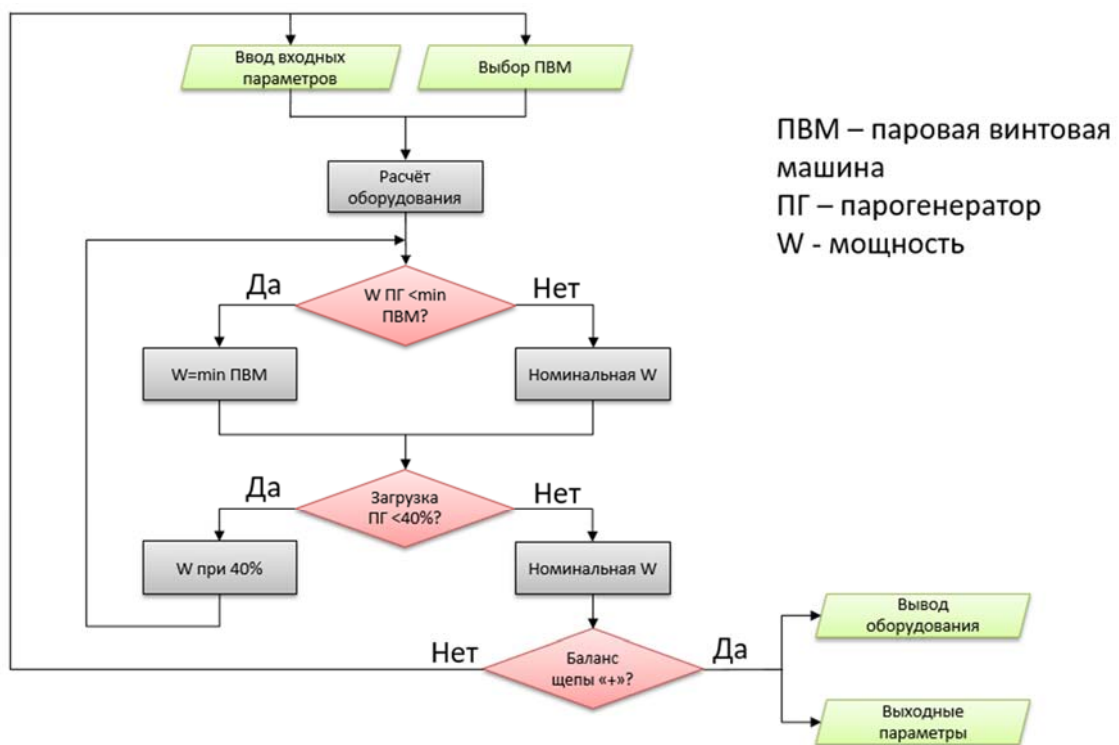 Ввод входных
параметров
Выбор ПВМ
ПВМ – паровая винтовая
машина
ПГ – парогенератор
W - мощность
Расчёт
оборудования
Да
W ПГ <min
ПВМ?
Нет
W=min ПВМ
Номинальная W
Да
Загрузка
ПГ <40%?
Нет
W при 40%
Номинальная W
Нет
Баланс
щепы «+»?
Да
Вывод
оборудования
Выходные
параметры